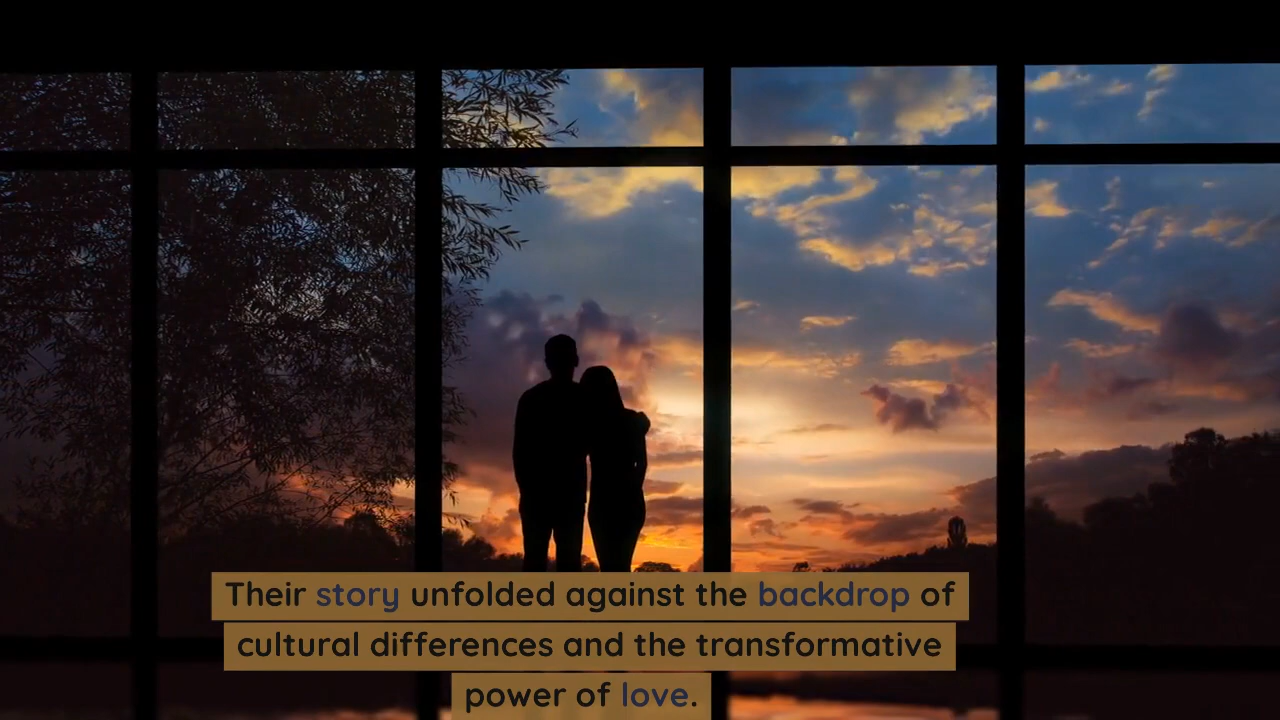 Their story unfolded against the backdrop of
cultural differences and the transformative
power of love.